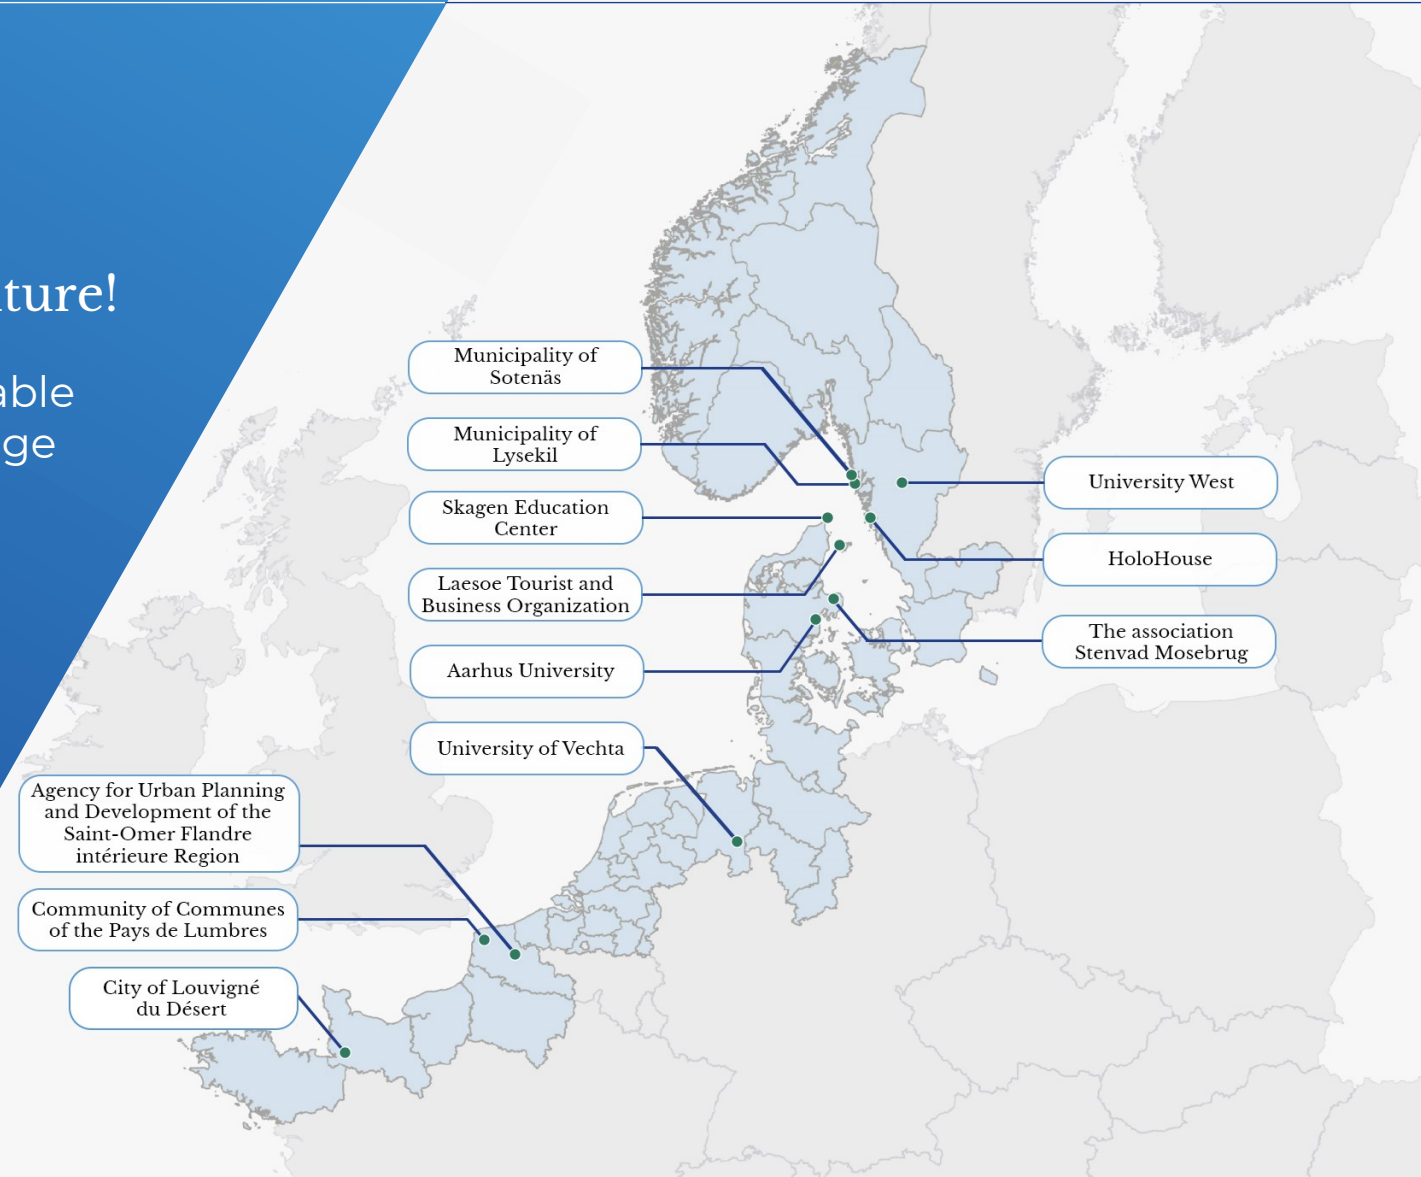 ture!
able
ge
Municipality of
Sotenäs
Municipality of
Lysekil
Skagen Education
Center
Laesoe Tourist and
Business Organization
Aarhus University
University of Vechta
Agency for Urban Planning
and Development of the
Saint-Omer Flandre
intérieure Region
Community of Communes
of the Pays de Lumbres
City of Louvigné
du Désert
University West
HoloHouse
The association
Stenvad Mosebrug